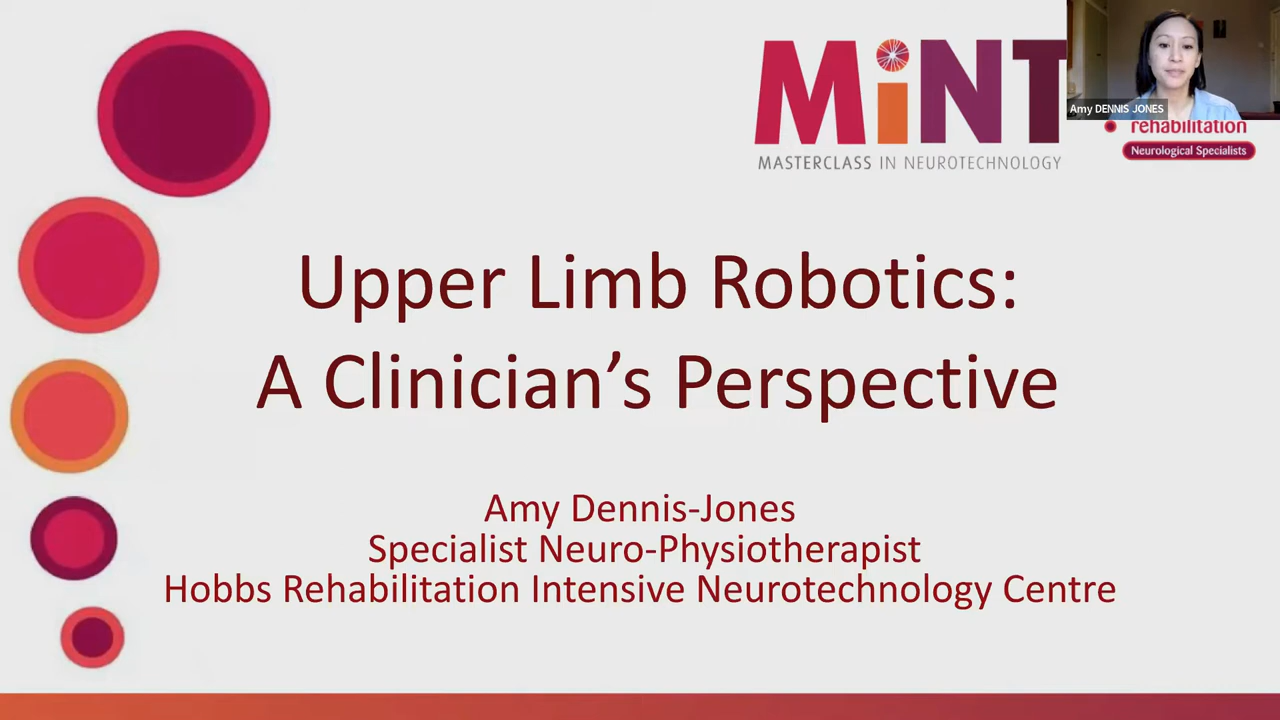 MiNT
MASTERCLASS IN NEUROTECHNOLOGY
Amy DENNIS JONES
rehabilitation
Neurological Specialists
Upper Limb Robotics:
A Clinician’s Perspective
Amy Dennis-Jones
Specialist Neuro-Physiotherapist
Hobbs Rehabilitation Intensive Neurotechnology Centre